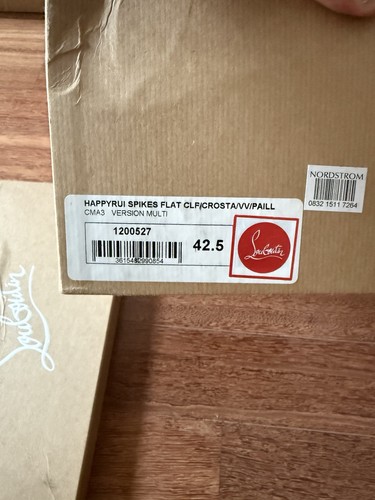 NORDSTROM
0832 1511 7264
HAPPYRUI SPIKES FLAT CLF/CROSTA/VV/PAILL
CMA3 VERSION MULTI
1200527
42.5
3615482990854
Louboutin
Louboutin